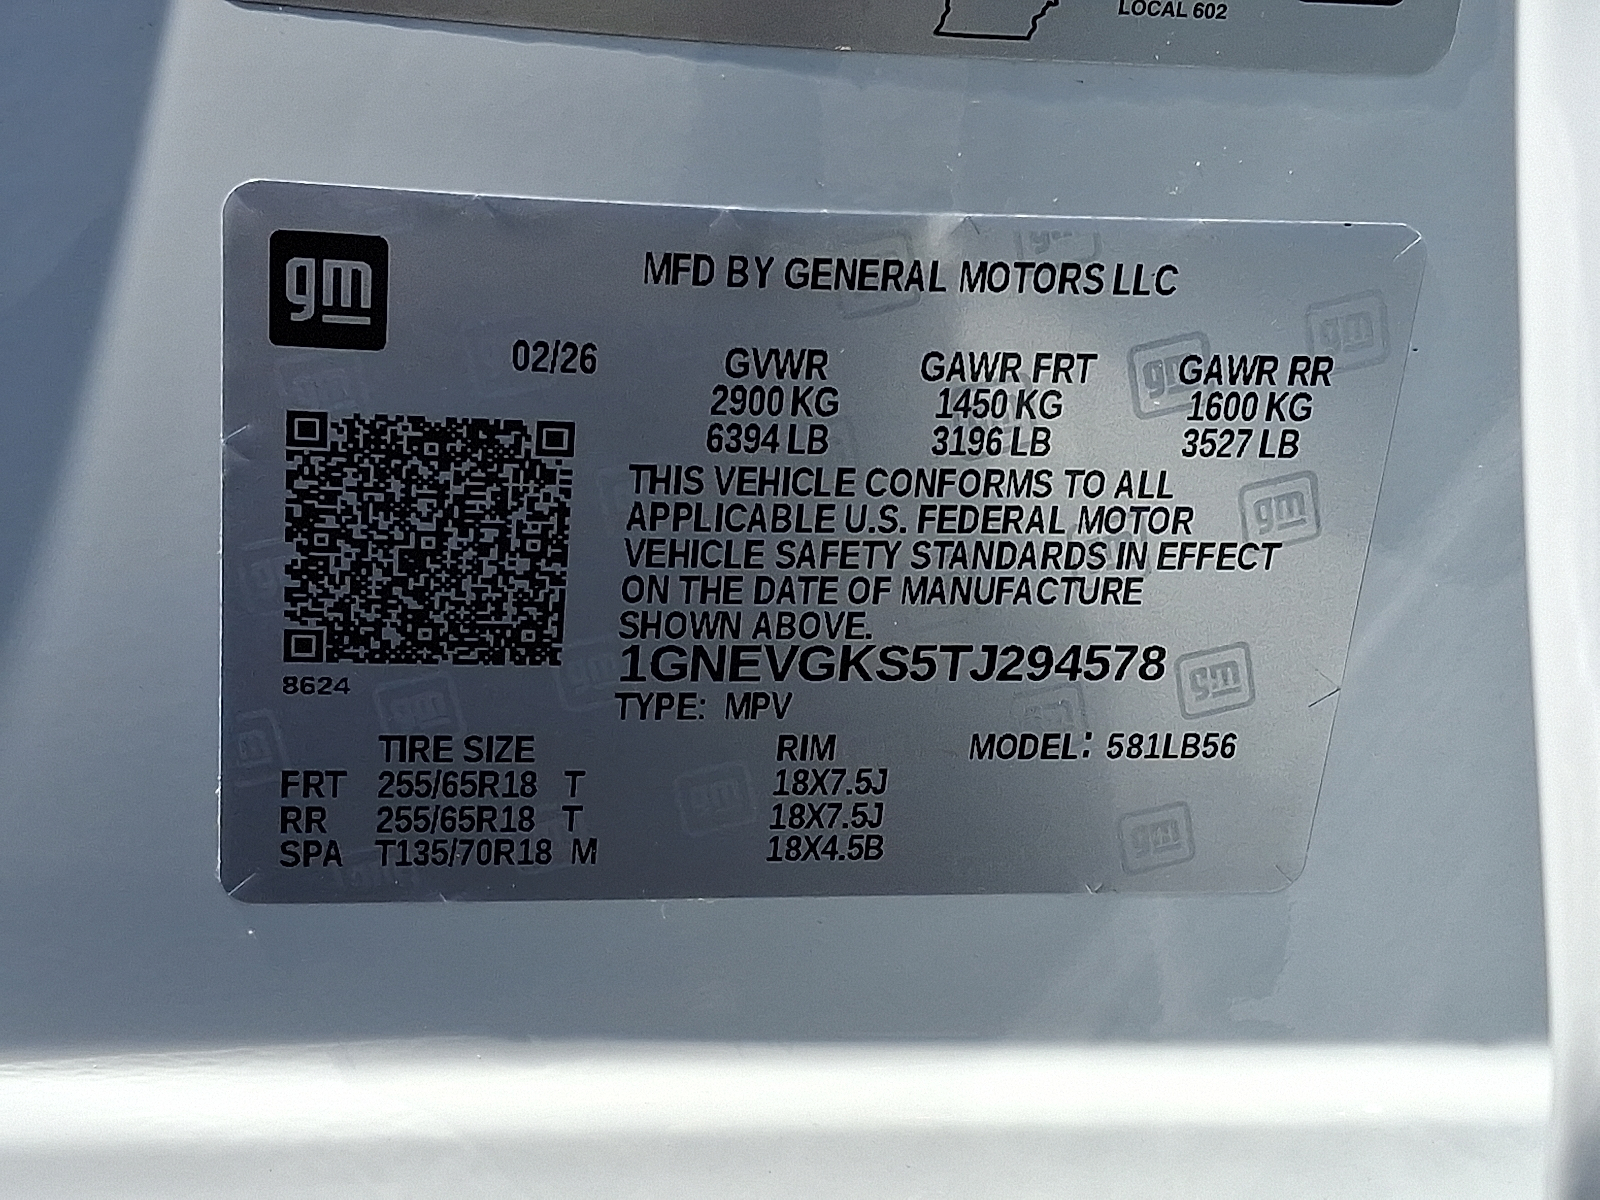 LOCAL 602
gm
MFD BY GENERAL MOTORS LLC
02/26
GVWR GAWR FRT GAWR RR
2900 KG 1450 KG 1600 KG
6394 LB 3196 LB 3527 LB
THIS VEHICLE CONFORMS TO ALL
APPLICABLE U.S. FEDERAL MOTOR
VEHICLE SAFETY STANDARDS IN EFFECT
ON THE DATE OF MANUFACTURE
SHOWN ABOVE.
1GNEVGKS5TJ294578
8624
TYPE: MPV
TIRE SIZE RIM MODEL: 581LB56
FRT 255/65R18 T 18X7.5J
RR 255/65R18 T 18X7.5J
SPA T135/70R18 M 18X4.5B